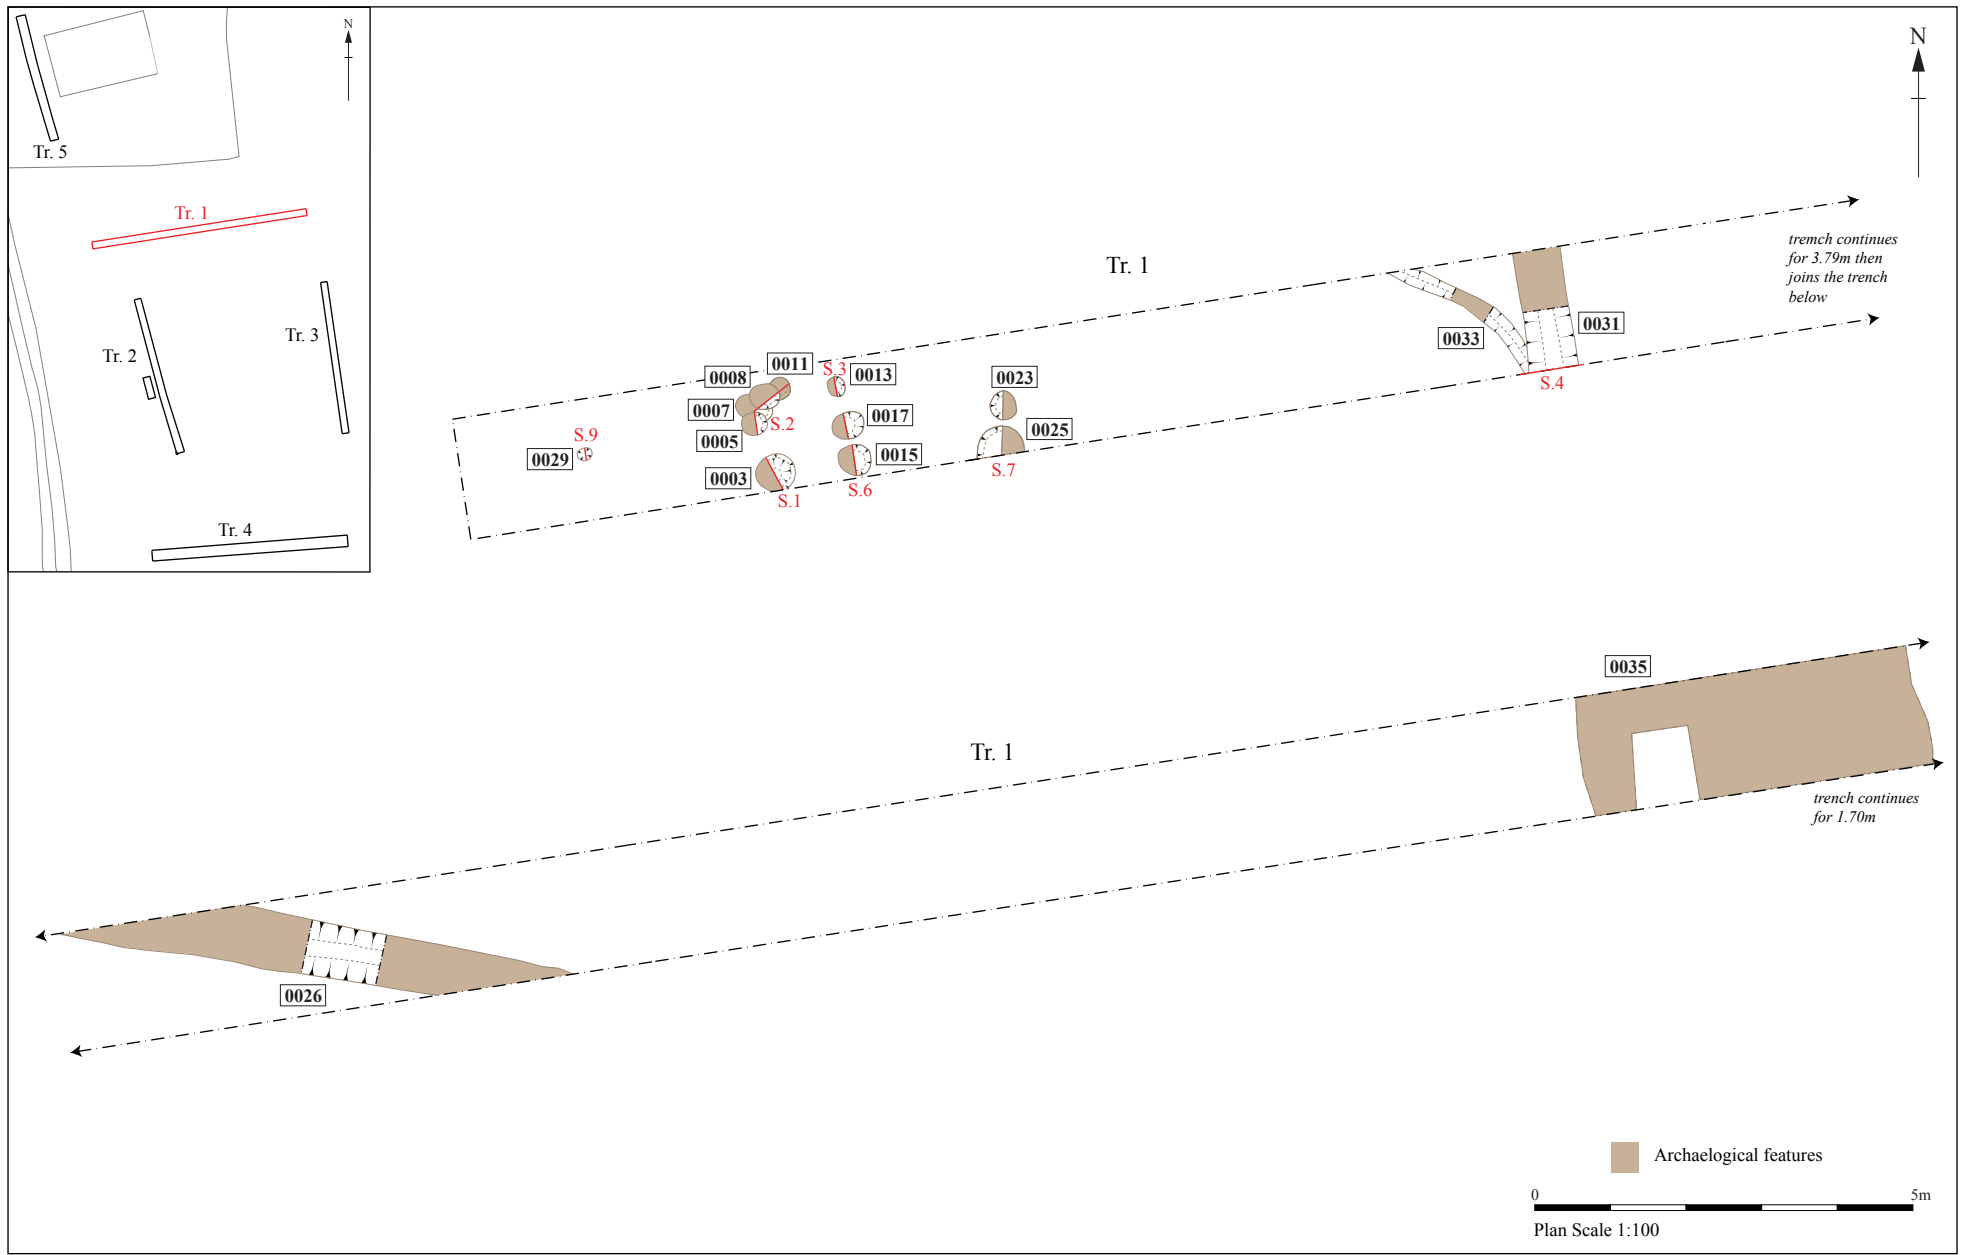 N
Tr. 5
Tr. 1
Tr. 2
Tr. 3
Tr. 4
N
Tr. 1
tremch continues
for 3.79m then
joins the trench
below
0031
0033
S.4
0011
S.3
0013
0008
0023
0007
0017
S.2
0005
0025
S.9
0029
0015
0003
S.7
S.6
S.1
0035
Tr. 1
trench continues
for 1.70m
0026
Archaelogical features
0 5m
Plan Scale 1:100